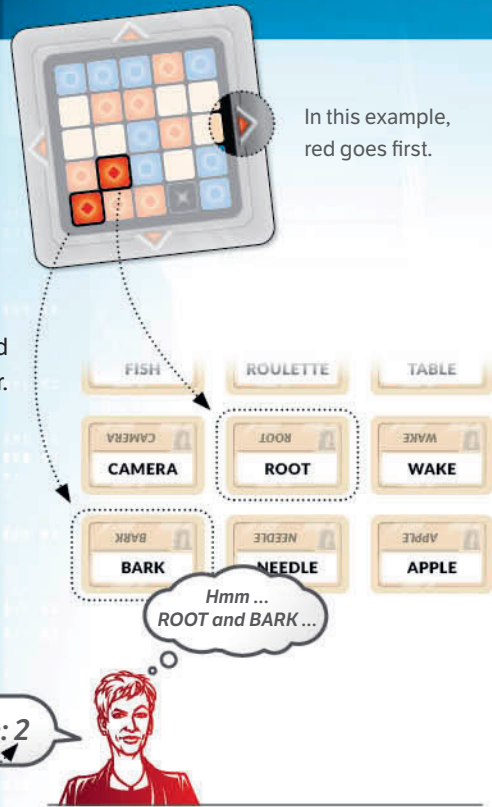 In this example,
red goes first.
FISH ROULETTE TABLE
CAMERA ROOT WAKE
CAMERA ROOT WAKE
BARK NEEDLE APPLE
BARK NEEDLE APPLE
Hmm ...
ROOT and BARK ...
: 2